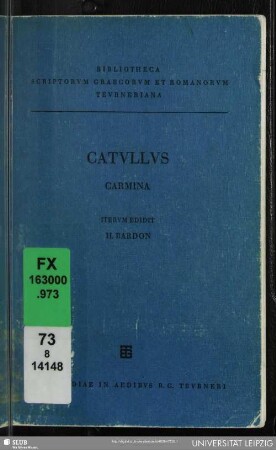 BIBLIOTHECA
SCRIPTORVM GRAECORVM ET ROMANORVM
TEVBNERIANA
CATVLLVS
CARMINA
ITERVM EDIDIT
H. BARDON
FX
163000
.973
73
8
14148
IN AEDIBVS B.G. TEVBNERI
SLUB
UNIVERSITÄT LEIPZIG